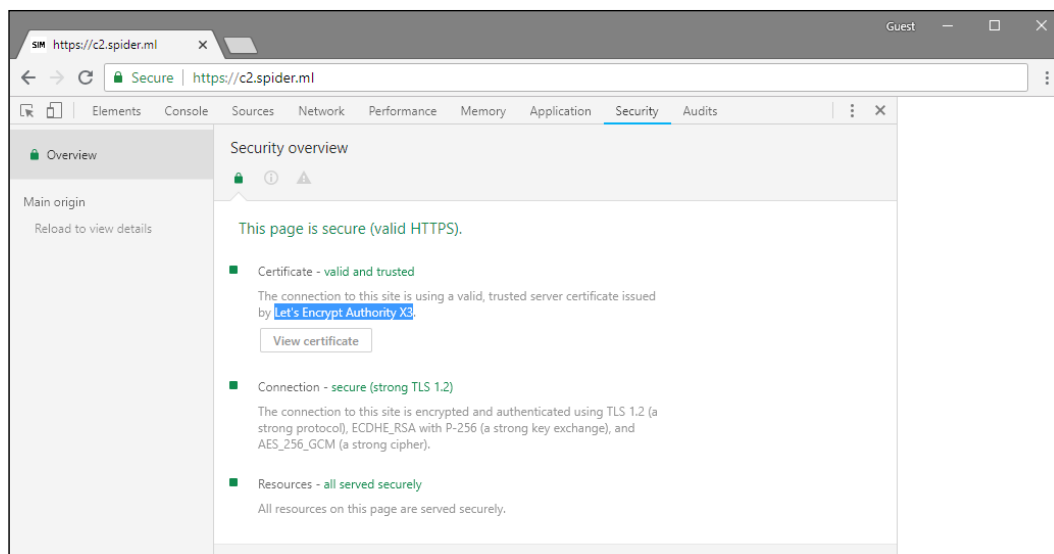 Guest
SIM https://c2.spider.ml
Secure https://c2.spider.ml
Elements Console Sources Network Performance Memory Application Security Audits
Overview
Main origin
Reload to view details
Security overview
This page is secure (valid HTTPS).
Certificate - valid and trusted
The connection to this site is using a valid, trusted server certificate issued
by Let's Encrypt Authority X3.
View certificate
Connection - secure (strong TLS 1.2)
The connection to this site is encrypted and authenticated using TLS 1.2 (a
strong protocol), ECDHE_RSA with P-256 (a strong key exchange), and
AES_256_GCM (a strong cipher).
Resources - all served securely
All resources on this page are served securely.